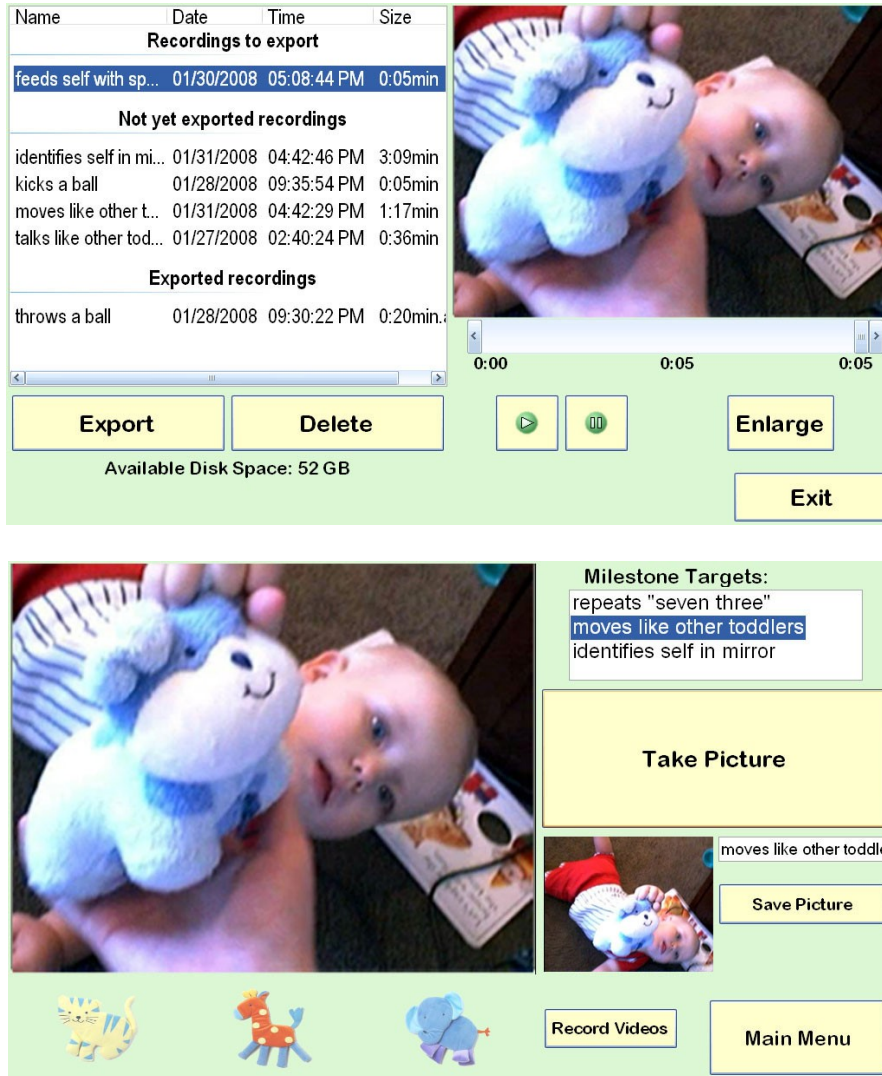 Name Date Time Size
Recordings to export
feeds self with sp... 01/30/2008 05:08:44 PM 0:05min
Not yet exported recordings
identifies self in mi... 01/31/2008 04:42:46 PM 3:09min
kicks a ball 01/28/2008 09:35:54 PM 0:05min
moves like other t... 01/31/2008 04:42:29 PM 1:17min
talks like other tod... 01/27/2008 02:40:24 PM 0:36min
Exported recordings
throws a ball 01/28/2008 09:30:22 PM 0:20min.
0:00 0:05 0:05
Export Delete Enlarge
Available Disk Space: 52 GB
Exit
Milestone Targets:
repeats "seven three"
moves like other toddlers
identifies self in mirror
Take Picture
moves like other toddl
Save Picture
Record Videos
Main Menu